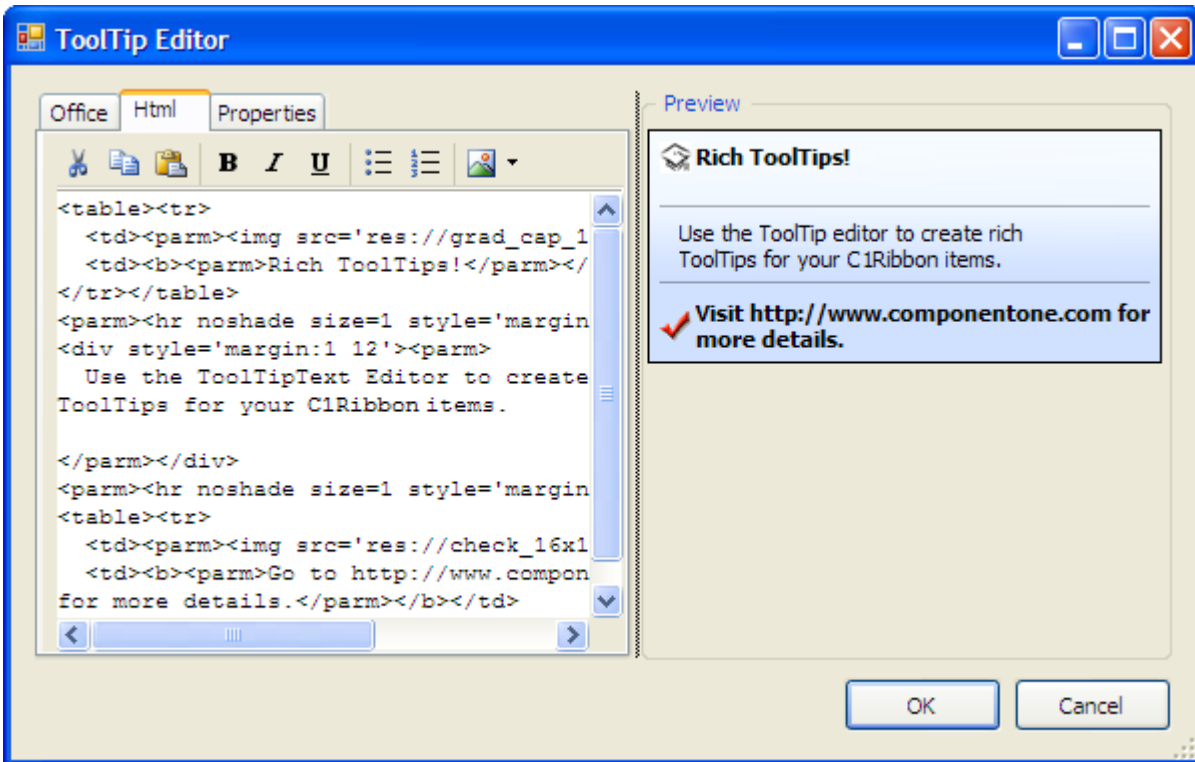 ToolTip Editor
Office Html Properties
B I U
<table><tr>
<td><parm><img src='res://grad_cap_1
<td><b><parm>Rich ToolTips!</parm></
</tr></table>
<parm><hr noshade size=1 style='margin
<div style='margin:1 12'><parm>
Use the ToolTipText Editor to create
ToolTips for your C1Ribbon items.
</parm></div>
<parm><hr noshade size=1 style='margin
<table><tr>
<td><parm><img src='res://check_16x1
<td><b><parm>Go to http://www.compon
for more details.</parm></b></td>
Preview
Rich ToolTips!
Use the ToolTip editor to create rich
ToolTips for your C1Ribbon items.
Visit http://www.componentone.com for
more details.
OK Cancel